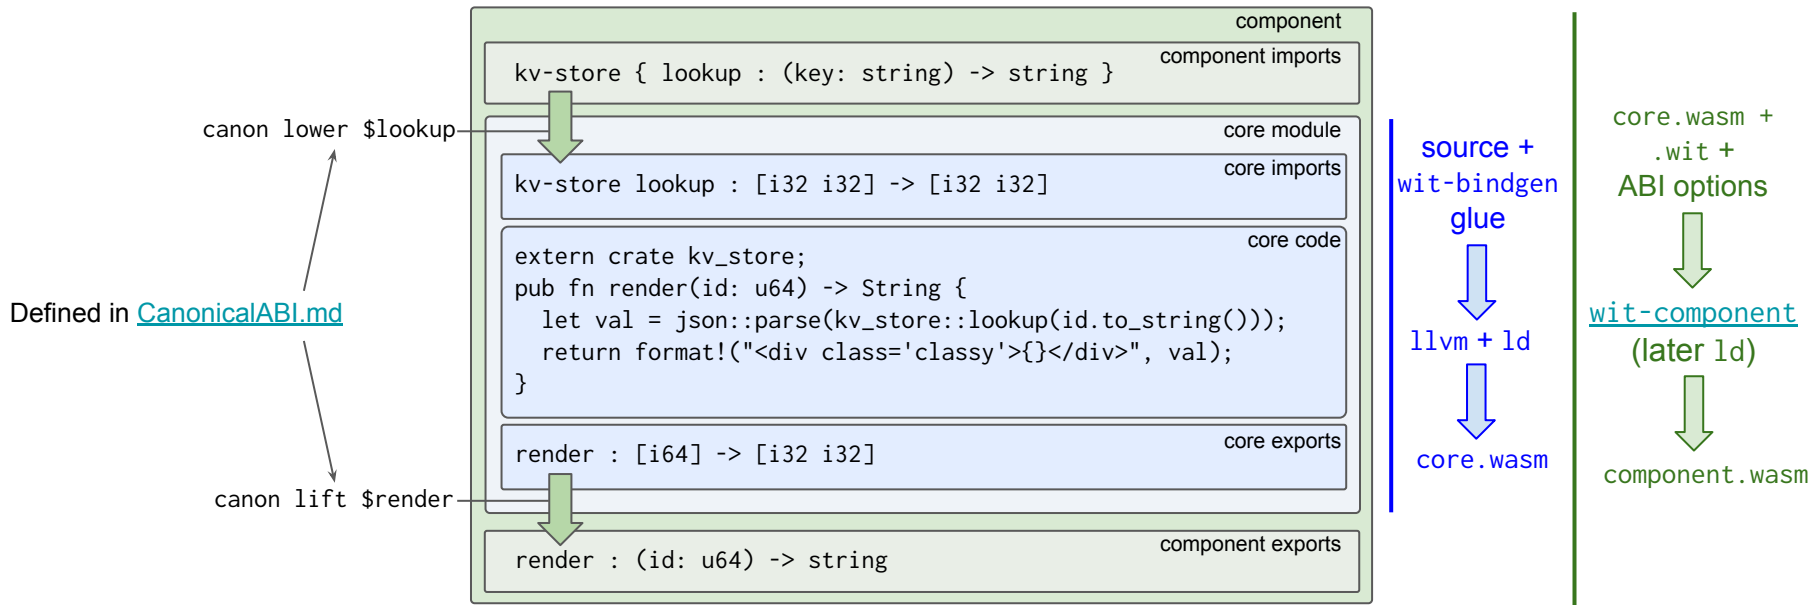 component
component imports
kv-store { lookup : (key: string) -> string }
canon lower $lookup
core module
core imports
kv-store lookup : [i32 i32] -> [i32 i32]
core code
extern crate kv_store;
pub fn render(id: u64) -> String {
  let val = json::parse(kv_store::lookup(id.to_string()));
  return format!("<div class='classy'>{}</div>", val);
}
Defined in CanonicalABI.md
core exports
render : [i64] -> [i32 i32]
canon lift $render
component exports
render : (id: u64) -> string
source +
wit-bindgen
glue
llvm + ld
core.wasm
core.wasm +
.wit +
ABI options
wit-component
(later ld)
component.wasm